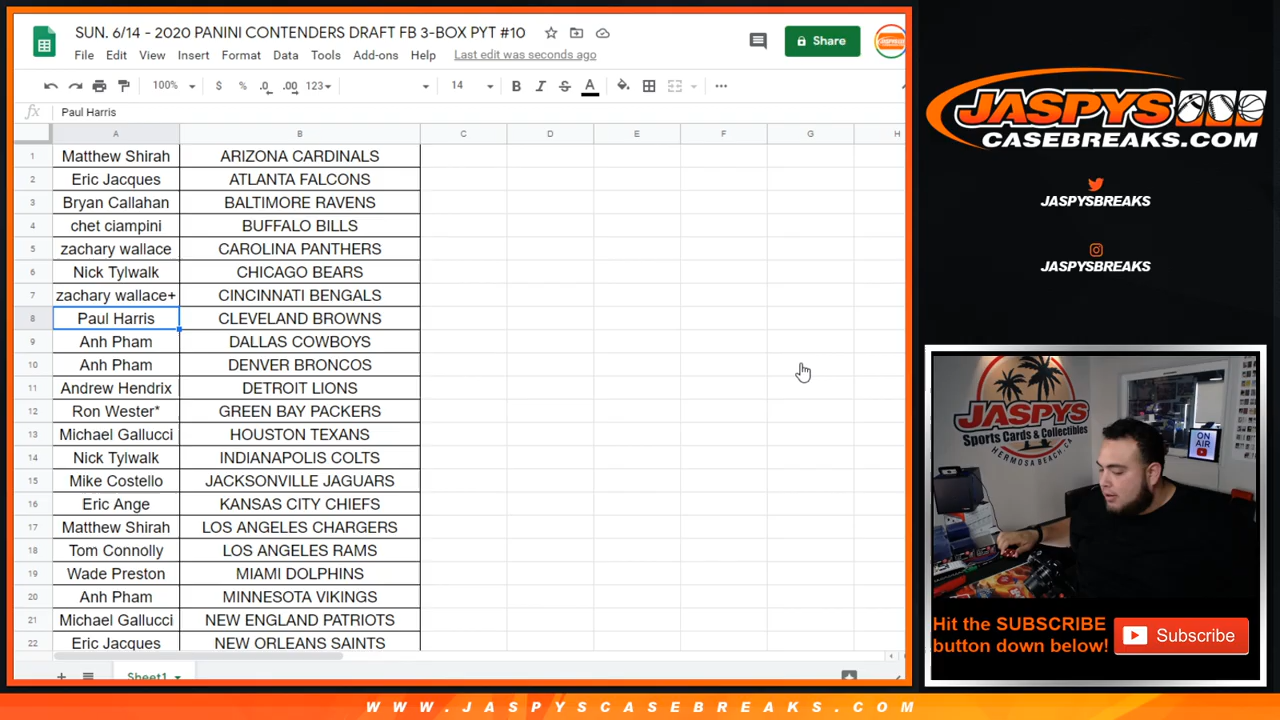 SUN. 6/14 - 2020 PANINI CONTENDERS DRAFT FB 3-BOX PYT #10
File Edit View Insert Format Data Tools Add-ons Help Last edit was seconds ago
Share
100% $ % .0 .00 123 14 B I S A
fx Paul Harris
A B C D E F G H
1 Matthew Shirah ARIZONA CARDINALS
2 Eric Jacques ATLANTA FALCONS
3 Bryan Callahan BALTIMORE RAVENS
4 chet ciampini BUFFALO BILLS
5 zachary wallace CAROLINA PANTHERS
6 Nick Tylwalk CHICAGO BEARS
7 zachary wallace+ CINCINNATI BENGALS
8 Paul Harris CLEVELAND BROWNS
9 Anh Pham DALLAS COWBOYS
10 Anh Pham DENVER BRONCOS
11 Andrew Hendrix DETROIT LIONS
12 Ron Wester* GREEN BAY PACKERS
13 Michael Gallucci HOUSTON TEXANS
14 Nick Tylwalk INDIANAPOLIS COLTS
15 Mike Costello JACKSONVILLE JAGUARS
16 Eric Ange KANSAS CITY CHIEFS
17 Matthew Shirah LOS ANGELES CHARGERS
18 Tom Connolly LOS ANGELES RAMS
19 Wade Preston MIAMI DOLPHINS
20 Anh Pham MINNESOTA VIKINGS
21 Michael Gallucci NEW ENGLAND PATRIOTS
22 Eric Jacques NEW ORLEANS SAINTS
Sheet1
JASPYS
CASEBREAKS.COM
JASPYSBREAKS
JASPYSBREAKS
JASPYS
Sports Cards & Collectibles
HERMOSA BEACH, CA
ON AIR
Hit the SUBSCRIBE
button down below!
Subscribe
WWW.JASPYSCASEBREAKS.COM